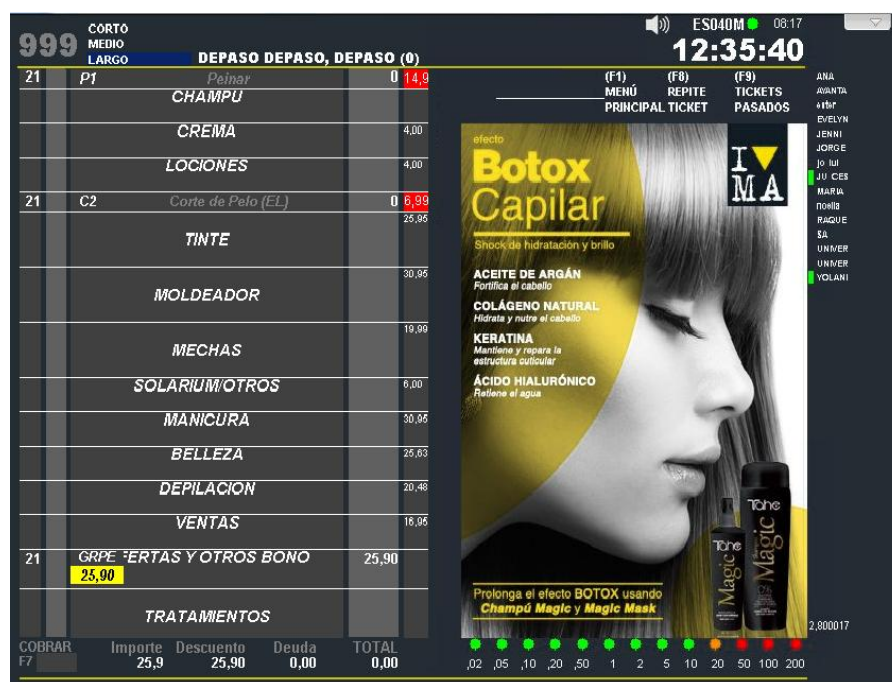 999
CORTO
MEDIO
LARGO
DEPASO DEPASO, DEPASO (0)
ES040M 08:17
12:35:40
21 P1 Peinar 0 14,9
CHAMPU
CREMA 4,00
LOCIONES 4,00
21 C2 Corte de Pelo (EL) 0 6,99
25,95
TINTE
30,95
MOLDEADOR
19,99
MECHAS
SOLARIUM/OTROS 6,00
MANICURA 30,95
BELLEZA 25,63
DEPILACION 20,48
VENTAS 16,95
21 GRPE ERTAS Y OTROS BONO 25,90
25,90
TRATAMIENTOS
COBRAR Importe Descuento Deuda TOTAL
F7 25,9 25,90 0,00 0,00
(F1) (F8) (F9)
MENÚ REPITE TICKETS
PRINCIPAL TICKET PASADOS
efecto
Botox
Capilar
Shock de hidratación y brillo
I
MA
ACEITE DE ARGÁN
Fortifica el cabello
COLÁGENO NATURAL
Hidrata y nutre el cabello
KERATINA
Mantiene y repara la
estructura cuticular
ÁCIDO HIALURÓNICO
Retiene el agua
Tahe
Magic
Tahe
Magic
Prolonga el efecto BOTOX usando
Champú Magic y Magic Mask
,02 ,05 ,10 ,20 ,50 1 2 5 10 20 50 100 200
ANA
AVANTA
EVELYN
JENNI
JORGE
jo lui
JU CES
MARIA
noelia
RAQUE
SA
UNIVER
UNIVER
YOLANI
2,800017